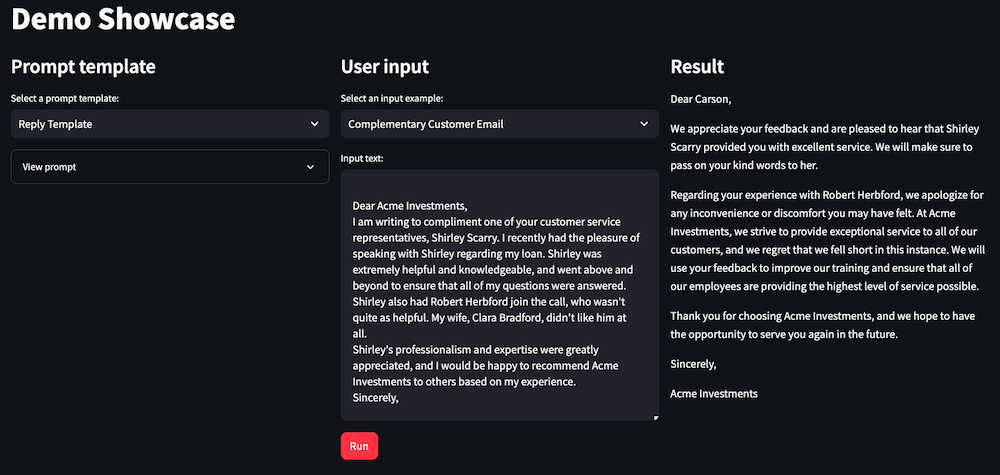 Demo Showcase
Prompt template
Select a prompt template:
Reply Template
View prompt
User input
Select an input example:
Complementary Customer Email
Input text:
Dear Acme Investments,
I am writing to compliment one of your customer service
representatives, Shirley Scarry. I recently had the pleasure of
speaking with Shirley regarding my loan. Shirley was
extremely helpful and knowledgeable, and went above and
beyond to ensure that all of my questions were answered.
Shirley also had Robert Herbford join the call, who wasn't
quite as helpful. My wife, Clara Bradford, didn't like him at
all.
Shirley's professionalism and expertise were greatly
appreciated, and I would be happy to recommend Acme
Investments to others based on my experience.
Sincerely,
Run
Result
Dear Carson,
We appreciate your feedback and are pleased to hear that Shirley
Scarry provided you with excellent service. We will make sure to
pass on your kind words to her.
Regarding your experience with Robert Herbford, we apologize for
any inconvenience or discomfort you may have felt. At Acme
Investments, we strive to provide exceptional service to all of our
customers, and we regret that we fell short in this instance. We will
use your feedback to improve our training and ensure that all of
our employees are providing the highest level of service possible.
Thank you for choosing Acme Investments, and we hope to have
the opportunity to serve you again in the future.
Sincerely,
Acme Investments